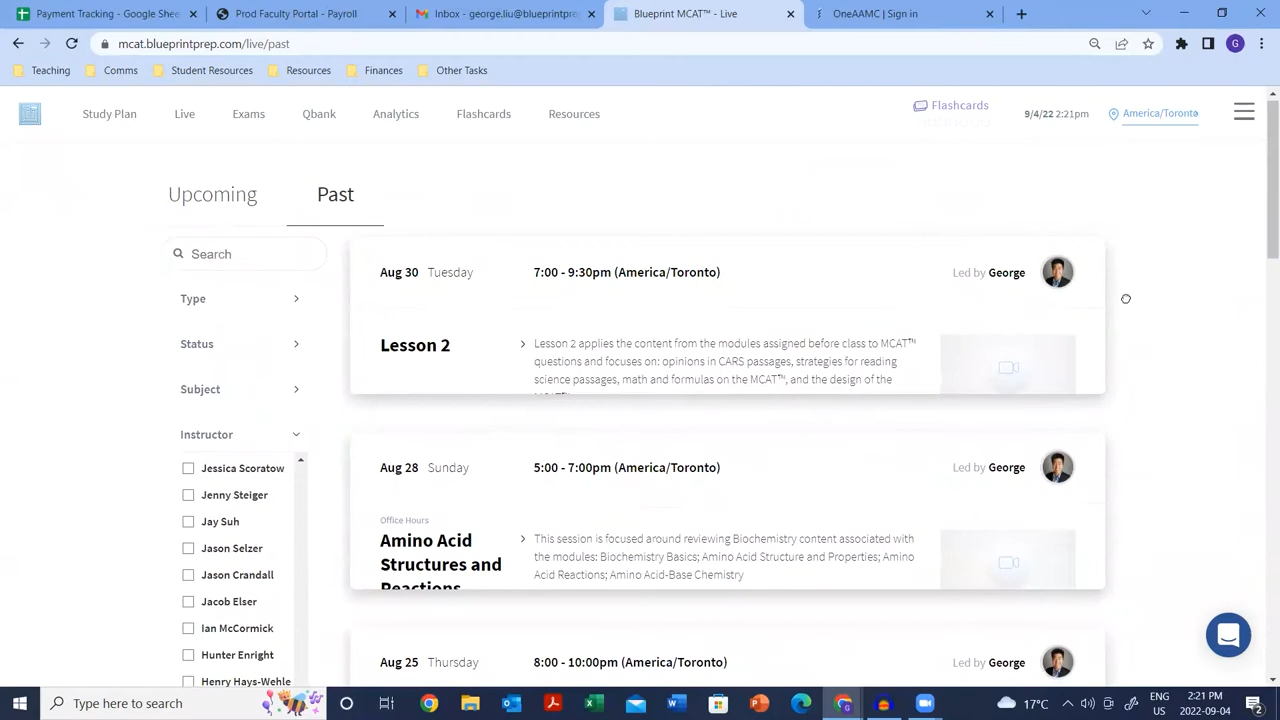 George's Schedule -
Prod Faculty Portal - Payroll
Inbox - george.liu@blueprintpre
Blueprint MCAT™ - Live
OneAAMC | Sign in
mcat.blueprintprep.com/live/past
G
Teaching Comms Student Resources Resources Finances Other Tasks
Study Plan Live Exams Qbank Analytics Flashcards Resources
Flashcards
9/4/22 2:21pm
America/Toronto
Upcoming Past
Search
Type
Status
Subject
Instructor
Jessica Scoratow
Jenny Steiger
Jay Suh
Jason Selzer
Jason Crandall
Jacob Elser
Ian McCormick
Hunter Enright
Henry Hays-Wehle
Aug 30 Tuesday 7:00 - 9:30pm (America/Toronto) Led by George
Lesson 2
Lesson 2 applies the content from the modules assigned before class to MCAT™
questions and focuses on: opinions in CARS passages, strategies for reading
science passages, math and formulas on the MCAT™, and the design of the
Aug 28 Sunday 5:00 - 7:00pm (America/Toronto) Led by George
Office Hours
Amino Acid
Structures and
Reactions
This session is focused around reviewing Biochemistry content associated with
the modules: Biochemistry Basics; Amino Acid Structure and Properties; Amino
Acid Reactions; Amino Acid-Base Chemistry
Aug 25 Thursday 8:00 - 10:00pm (America/Toronto) Led by George
Type here to search
17°C
ENG
US
2:21 PM
2022-09-04
2